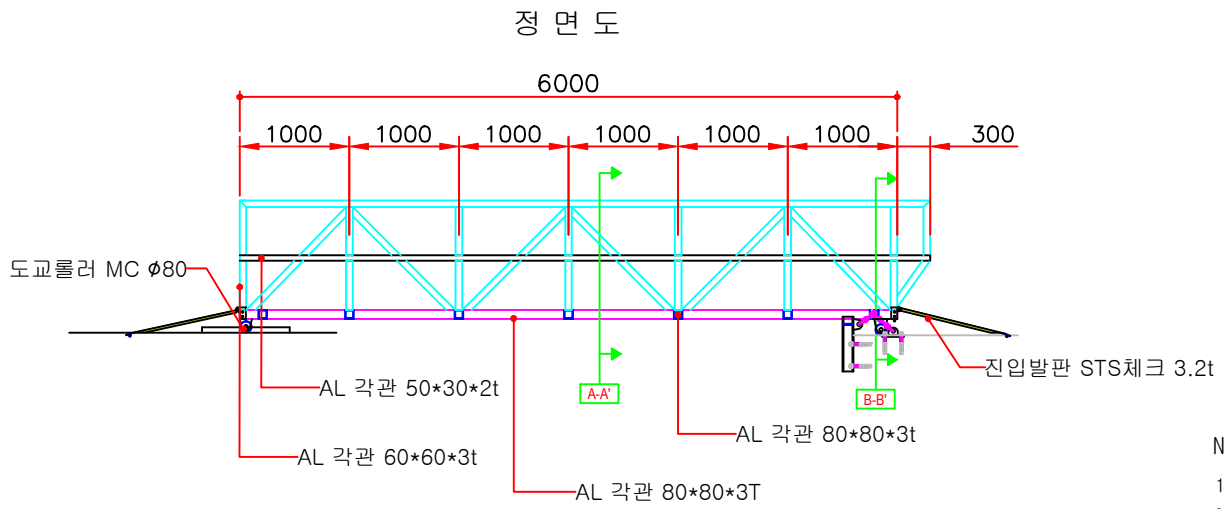 정 면 도
6000
1000 1000 1000 1000 1000 1000 300
도교롤러 MC φ80
진입발판 STS체크 3.2t
AL 각관 50*30*2t
A-A'
B-B'
AL 각관 80*80*3t
AL 각관 60*60*3t
AL 각관 80*80*3T
N
1